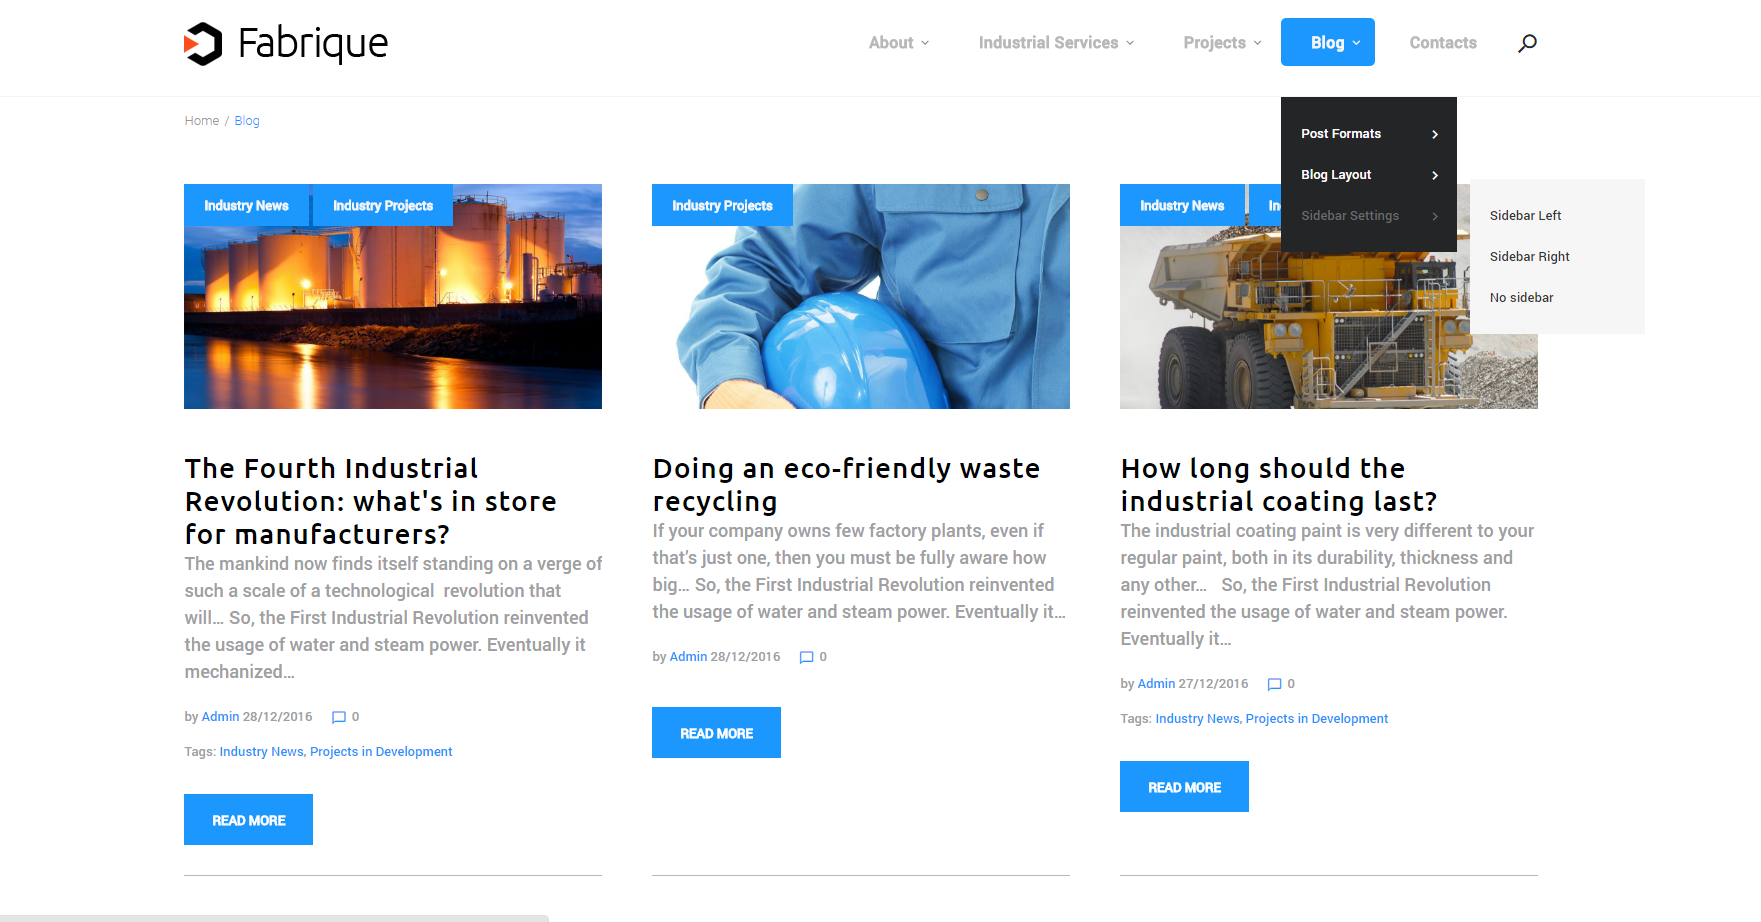 Fabrique
About
Industrial Services
Projects
Blog
Contacts
Home / Blog
Post Formats
Blog Layout
Sidebar Settings
Sidebar Left
Sidebar Right
No sidebar
Industry News
Industry Projects
The Fourth Industrial
Revolution: what's in store
for manufacturers?
The mankind now finds itself standing on a verge of
such a scale of a technological revolution that
will... So, the First Industrial Revolution reinvented
the usage of water and steam power. Eventually it
mechanized...
by Admin 28/12/2016 0
Tags: Industry News, Projects in Development
READ MORE
Industry Projects
Doing an eco-friendly waste
recycling
If your company owns few factory plants, even if
that's just one, then you must be fully aware how
big... So, the First Industrial Revolution reinvented
the usage of water and steam power. Eventually it...
by Admin 28/12/2016 0
READ MORE
Industry News
How long should the
industrial coating last?
The industrial coating paint is very different to your
regular paint, both in its durability, thickness and
any other... So, the First Industrial Revolution
reinvented the usage of water and steam power.
Eventually it...
by Admin 27/12/2016 0
Tags: Industry News, Projects in Development
READ MORE